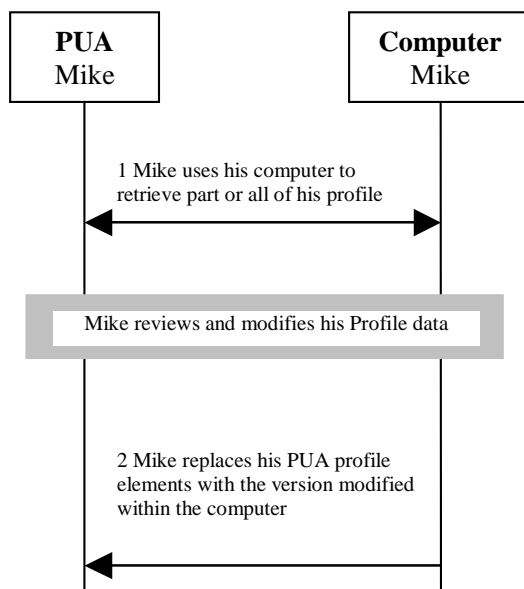 PUA
Mike
Computer
Mike
1 Mike uses his computer to
retrieve part or all of his profile
Mike reviews and modifies his Profile data
2 Mike replaces his PUA profile
elements with the version modified
within the computer